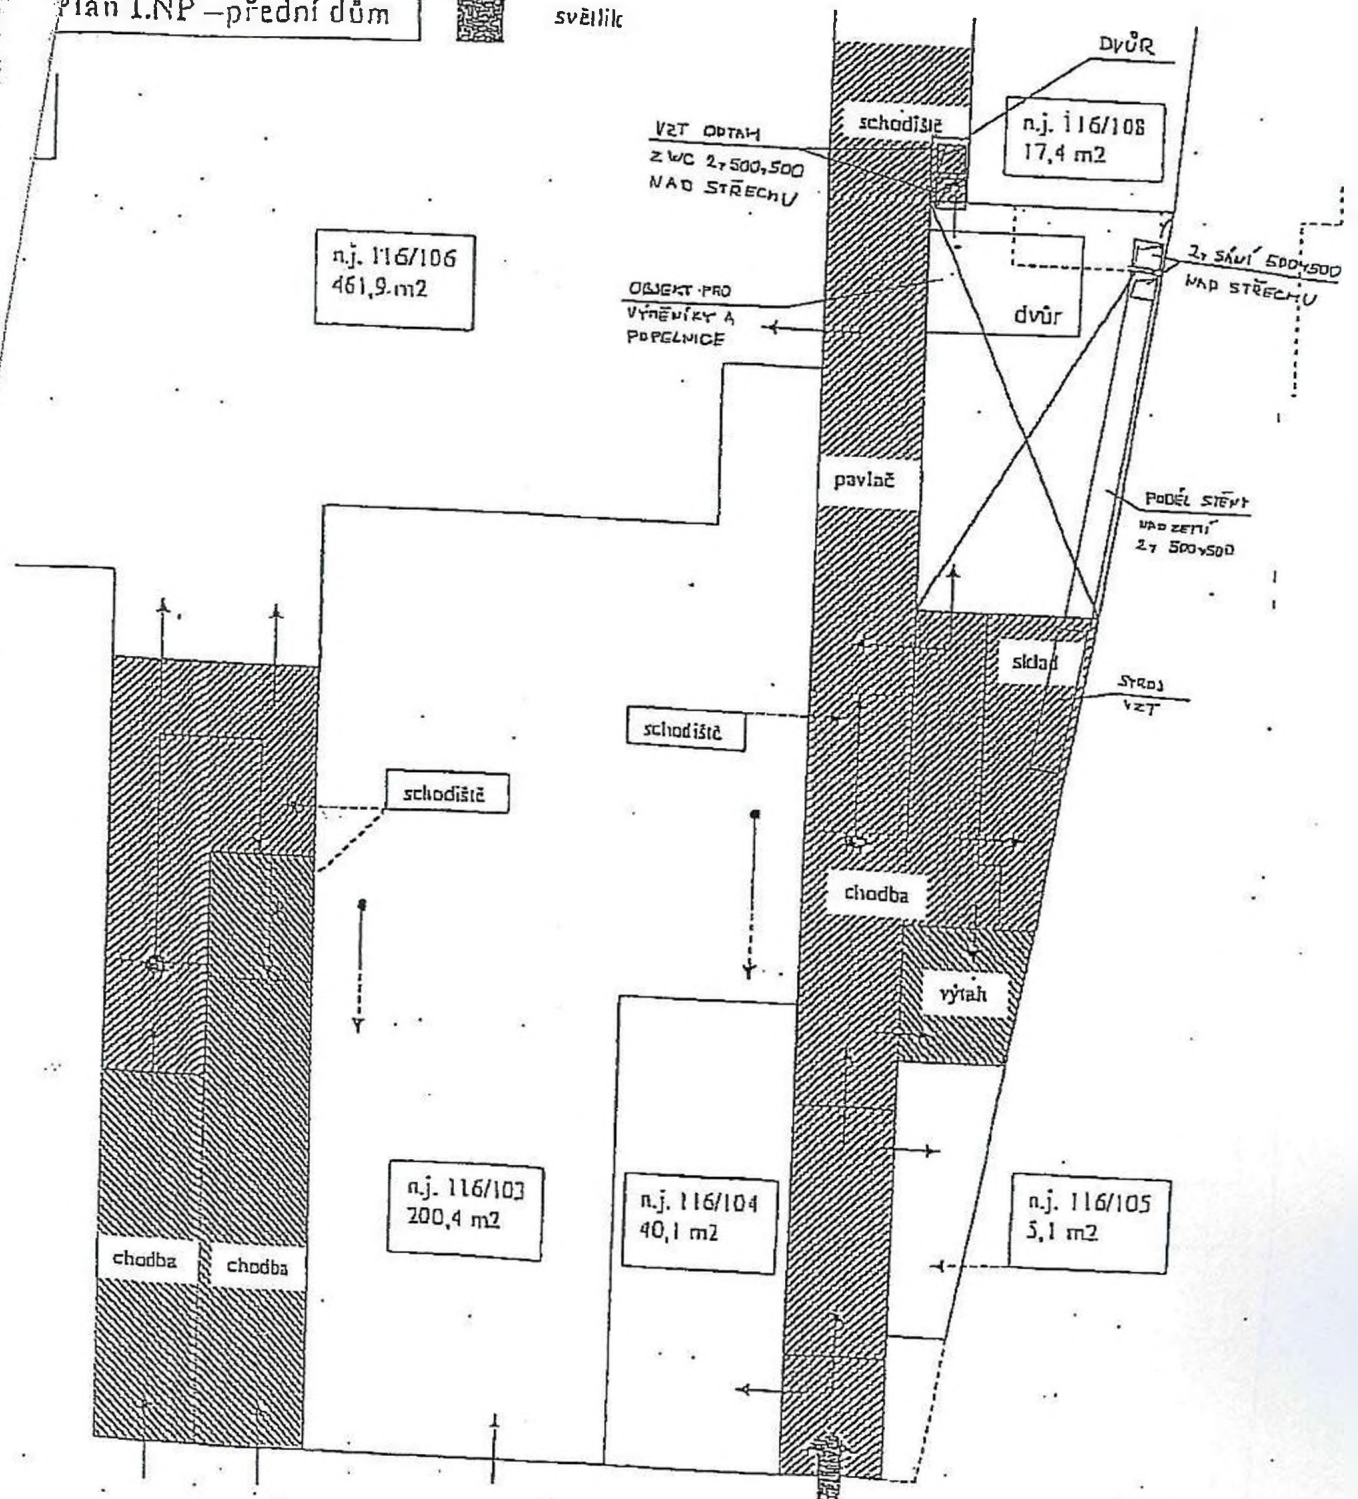 Plán 1.NP –přední dům
světlík
DVŮR
schodiště
n.j. 116/108
17,4 m2
VZT ODTAH
Z WC 2x500x500
NAD STŘECHU
n.j. 116/106
461,9 m2
2x SÁNÍ 500x500
NAD STŘECHU
OBJEKT PRO
VÝMĚNÍKY A
POPELNICE
dvůr
pavlač
PODÉL STĚNY
NAD ZEMÍ
2x 500x500
sklad
STROJ
VZT
schodiště
schodiště
chodba
výtah
n.j. 116/103
200,4 m2
n.j. 116/104
40,1 m2
n.j. 116/105
5,1 m2
chodba
chodba